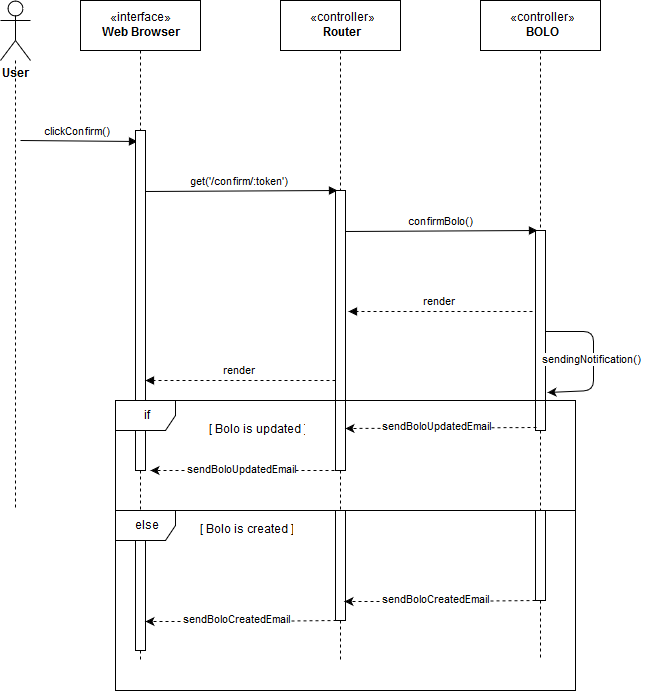 «interface»
Web Browser
«controller»
Router
«controller»
BOLO
User
clickConfirm()
get('/confirm/:token')
confirmBolo()
render
sendingNotification()
render
if
[ Bolo is updated ]
sendBoloUpdatedEmail
sendBoloUpdatedEmail
else
[ Bolo is created ]
sendBoloCreatedEmail
sendBoloCreatedEmail